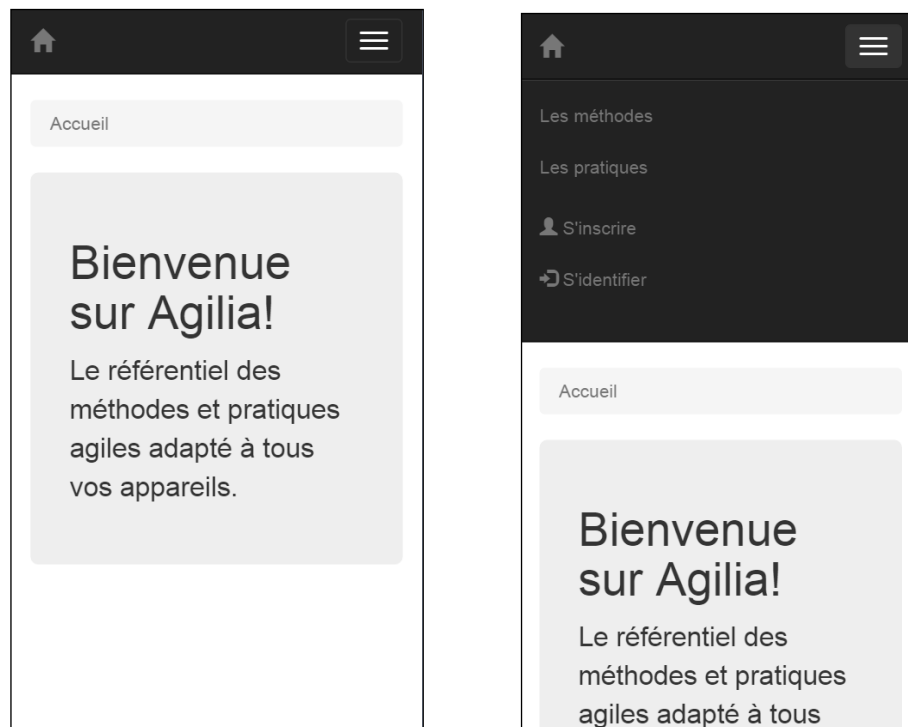 Accueil
Bienvenue
sur Agilia!
Le référentiel des
méthodes et pratiques
agiles adapté à tous
vos appareils.
Les méthodes
Les pratiques
S'inscrire
S'identifier
Accueil
Bienvenue
sur Agilia!
Le référentiel des
méthodes et pratiques
agiles adapté à tous